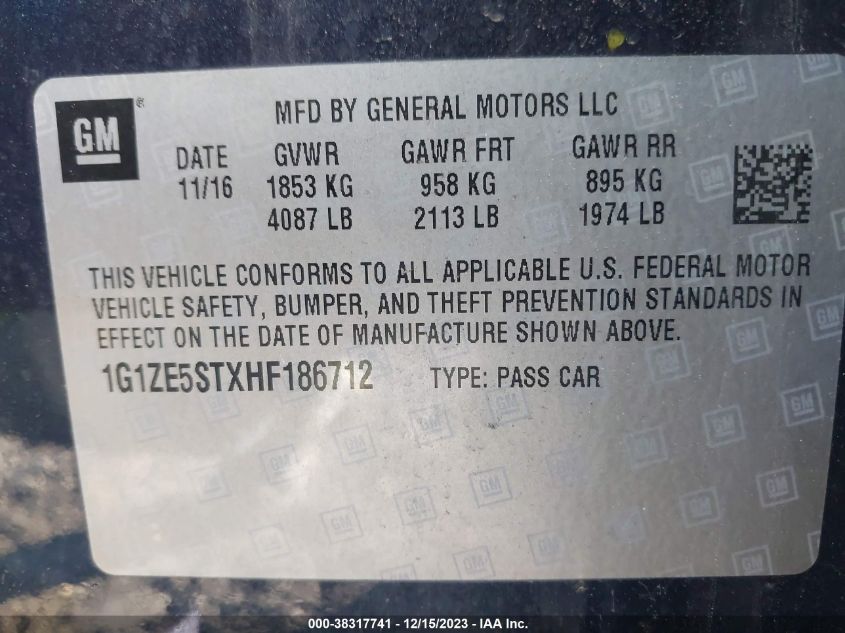 GM ®
MFD BY GENERAL MOTORS LLC
DATE GVWR GAWR FRT GAWR RR
11/16 1853 KG 958 KG 895 KG
4087 LB 2113 LB 1974 LB
THIS VEHICLE CONFORMS TO ALL APPLICABLE U.S. FEDERAL MOTOR
VEHICLE SAFETY, BUMPER, AND THEFT PREVENTION STANDARDS IN
EFFECT ON THE DATE OF MANUFACTURE SHOWN ABOVE.
1G1ZE5STXHF186712 TYPE: PASS CAR
000-38317741 - 12/15/2023 - IAA Inc.